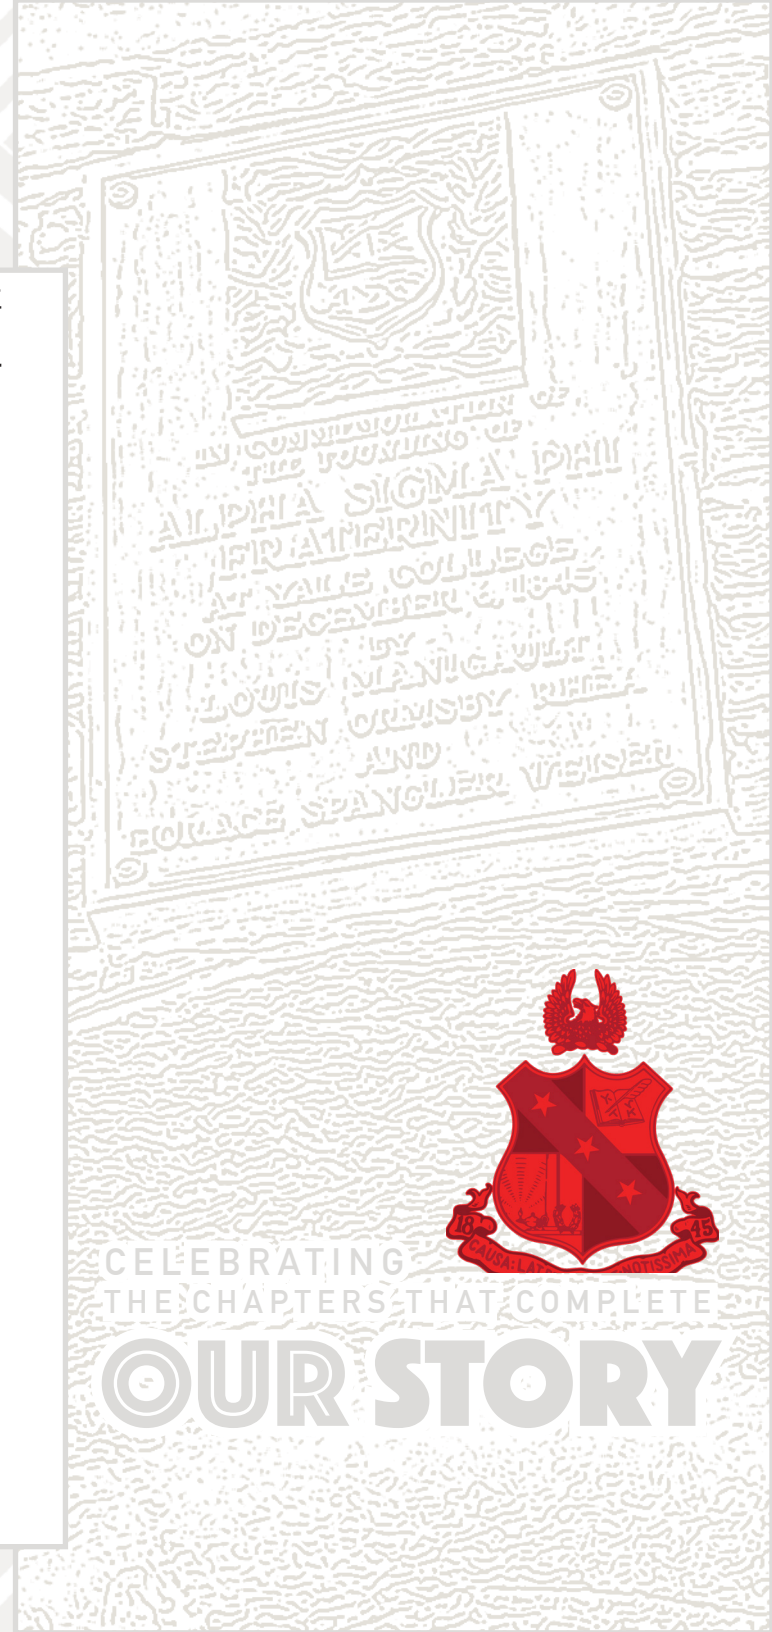 IN COMMEMORATION OF
THE FOUNDING OF
ALPHA SIGMA PHI
FRATERNITY
AT YALE COLLEGE
ON DECEMBER 6, 1845
BY
LOUIS MANIGAULT
STEPHEN ORMSBY RHEA
AND
HORACE SPANGLER WEISER
18 45
CAUSA: NOTISSIMA
CELEBRATING
THE CHAPTERS THAT COMPLETE
OUR STORY